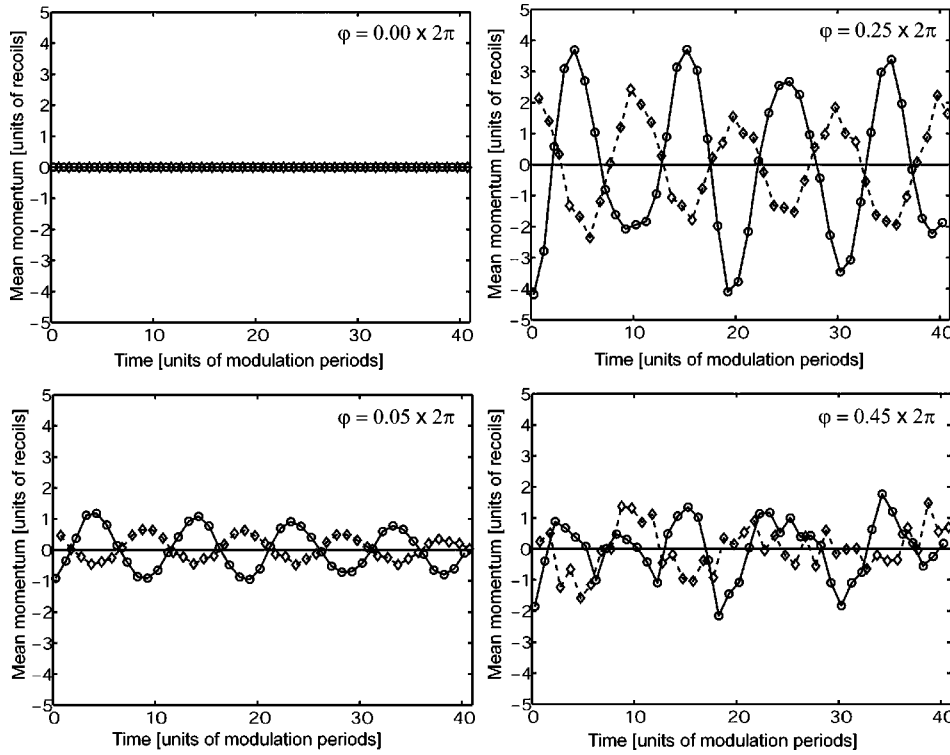 φ = 0.00 x 2π
Mean momentum [units of recoils]
5
4
3
2
1
0
−1
−2
−3
−4
−5
0 10 20 30 40
Time [units of modulation periods]
φ = 0.25 x 2π
Mean momentum [units of recoils]
5
4
3
2
1
0
−1
−2
−3
−4
−5
0 10 20 30 40
Time [units of modulation periods]
φ = 0.05 x 2π
Mean momentum [units of recoils]
5
4
3
2
1
0
−1
−2
−3
−4
−5
0 10 20 30 40
Time [units of modulation periods]
φ = 0.45 x 2π
Mean momentum [units of recoils]
5
4
3
2
1
0
−1
−2
−3
−4
−5
0 10 20 30 40
Time [units of modulation periods]